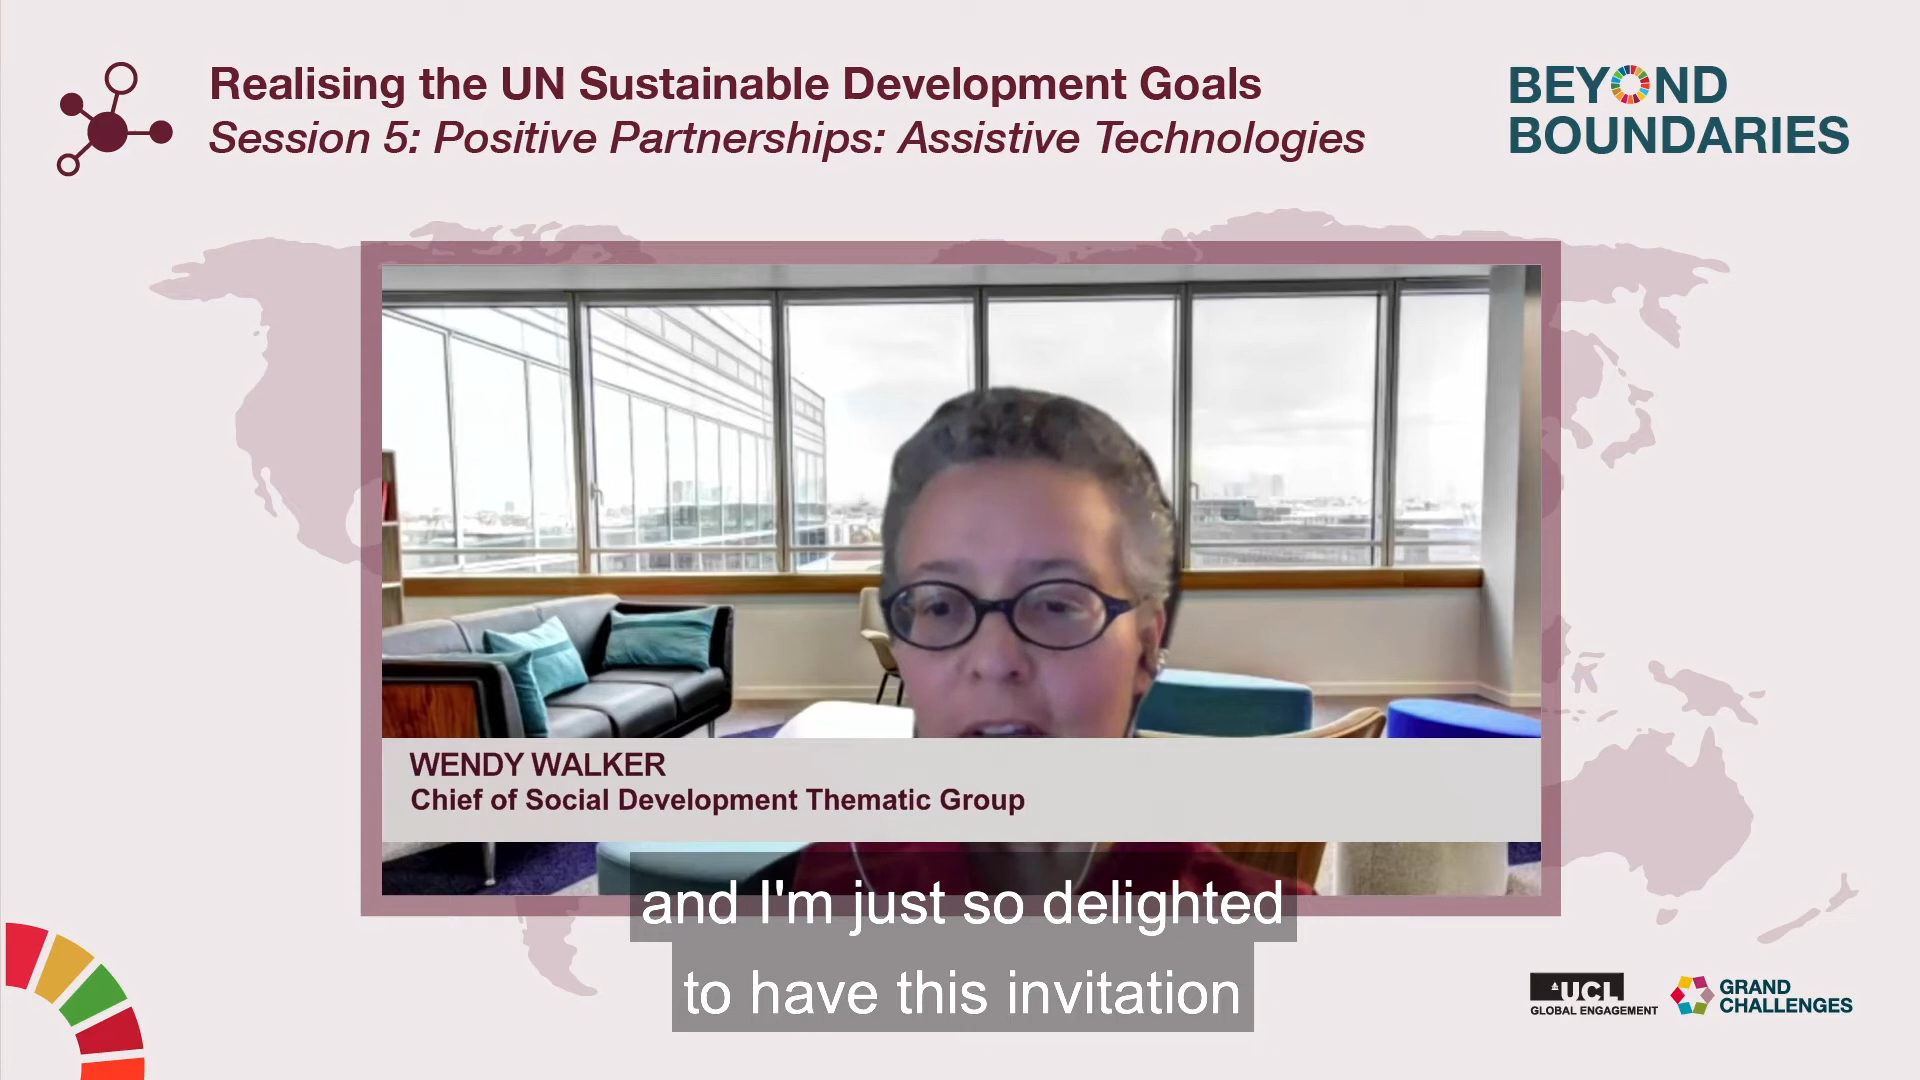 Realising the UN Sustainable Development Goals
Session 5: Positive Partnerships: Assistive Technologies
BEYOND
BOUNDARIES
WENDY WALKER
Chief of Social Development Thematic Group
and I'm just so delighted
to have this invitation
UCL
GLOBAL ENGAGEMENT
GRAND
CHALLENGES